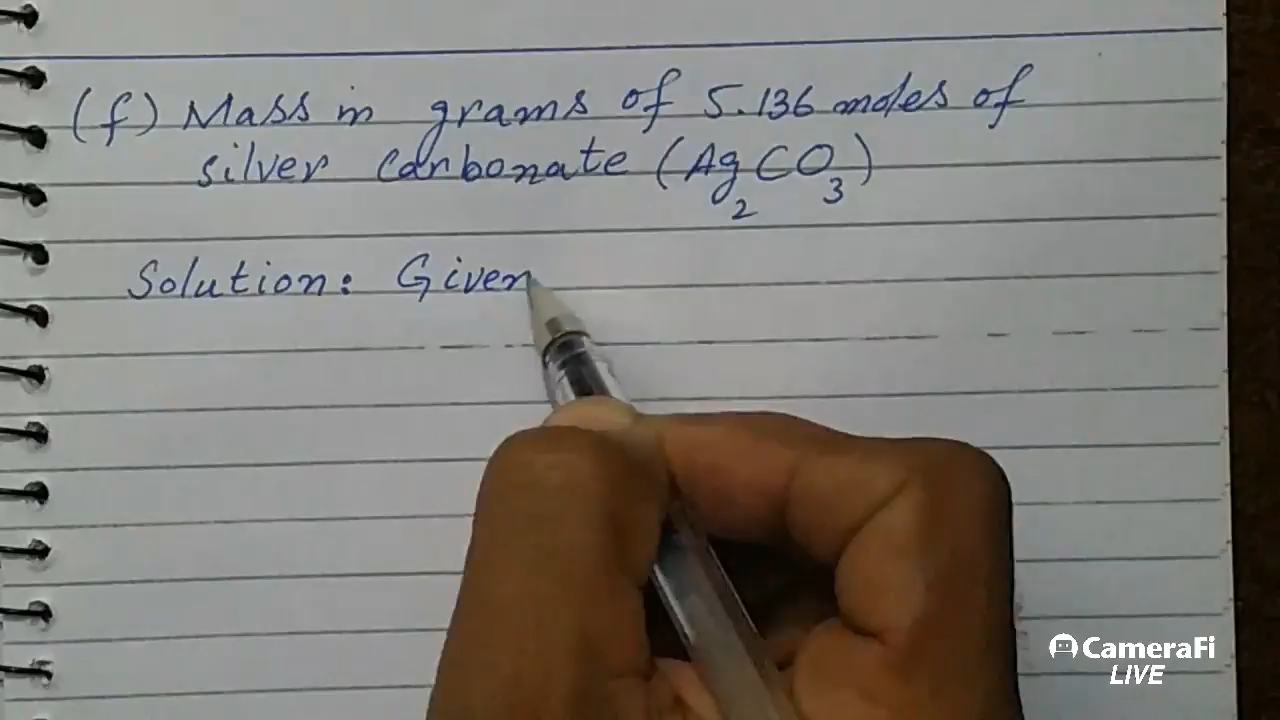 (f) Mass in grams of 5.136 moles of
silver carbonate (Ag₂CO₃)
Solution: Given
CameraFi
LIVE